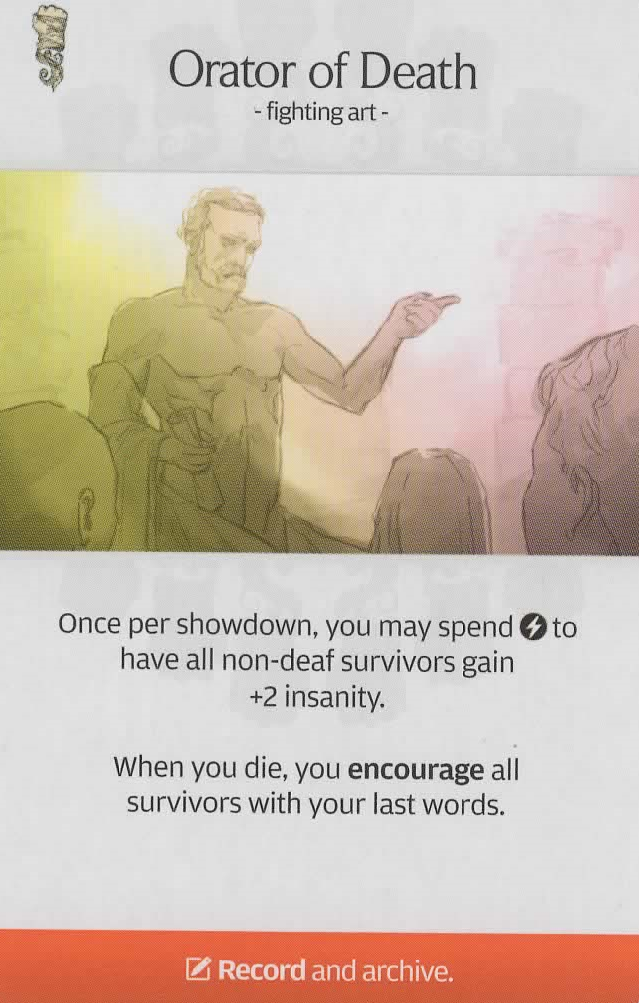 Orator of Death
- fighting art -
Once per showdown, you may spend to
have all non-deaf survivors gain
+2 insanity.
When you die, you encourage all
survivors with your last words.
Record and archive.